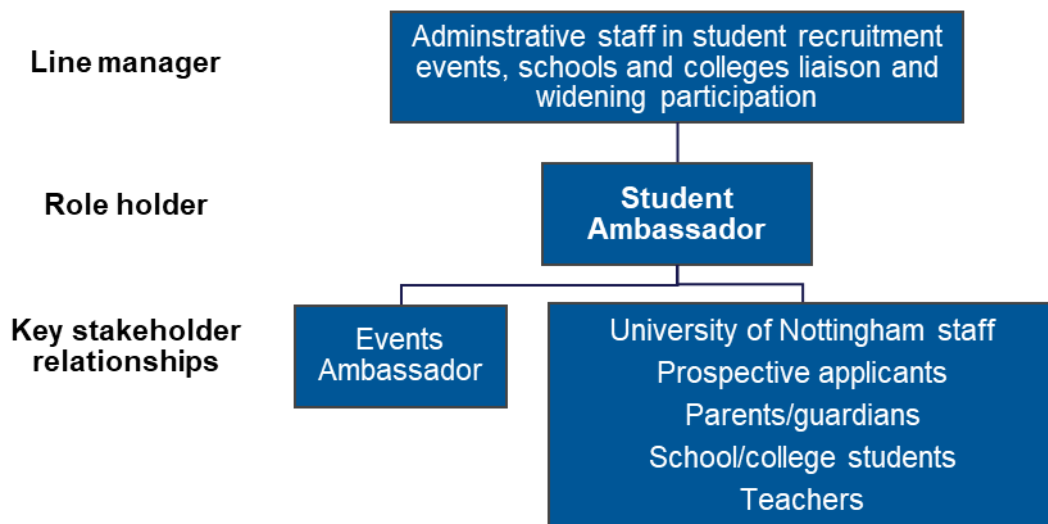 Line manager
Adminstrative staff in student recruitment
events, schools and colleges liaison and
widening participation
Role holder
Student
Ambassador
Key stakeholder
relationships
Events
Ambassador
University of Nottingham staff
Prospective applicants
Parents/guardians
School/college students
Teachers